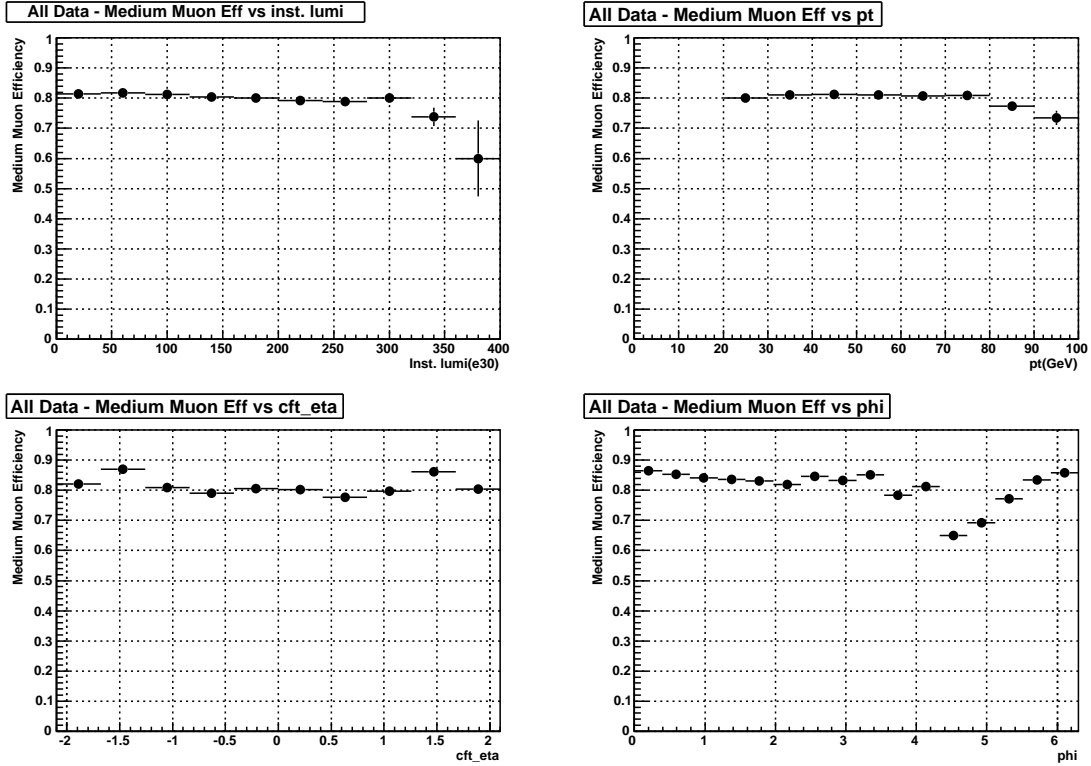 All Data - Medium Muon Eff vs inst. lumi
Medium Muon Efficiency
1
0.9
0.8
0.7
0.6
0.5
0.4
0.3
0.2
0.1
0
0 50 100 150 200 250 300 350 400
Inst. lumi(e30)
All Data - Medium Muon Eff vs pt
Medium Muon Efficiency
1
0.9
0.8
0.7
0.6
0.5
0.4
0.3
0.2
0.1
0
0 10 20 30 40 50 60 70 80 90 100
pt(GeV)
All Data - Medium Muon Eff vs cft_eta
Medium Muon Efficiency
1
0.9
0.8
0.7
0.6
0.5
0.4
0.3
0.2
0.1
0
-2 -1.5 -1 -0.5 0 0.5 1 1.5 2
cft_eta
All Data - Medium Muon Eff vs phi
Medium Muon Efficiency
1
0.9
0.8
0.7
0.6
0.5
0.4
0.3
0.2
0.1
0
0 1 2 3 4 5 6
phi